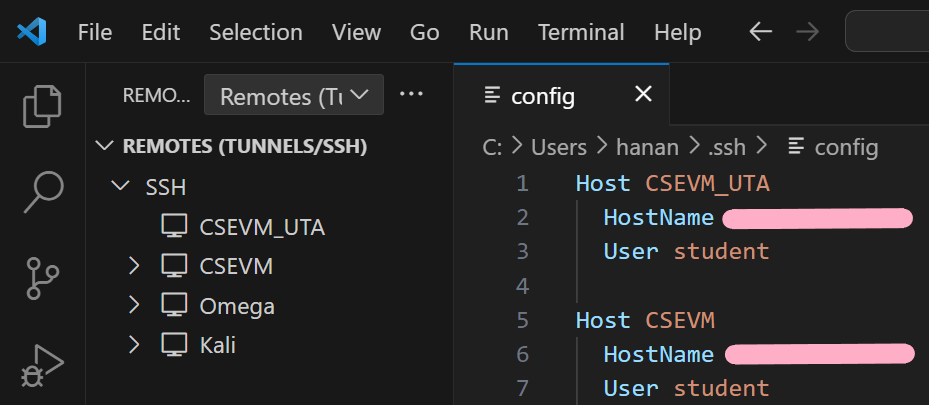 File Edit Selection View Go Run Terminal Help
REMO... Remotes (Tu ...
REMOTES (TUNNELS/SSH)
SSH
CSEVM_UTA
CSEVM
Omega
Kali
config
C: > Users > hanan > .ssh > config
1 Host CSEVM_UTA
2 HostName
3 User student
4
5 Host CSEVM
6 HostName
7 User student